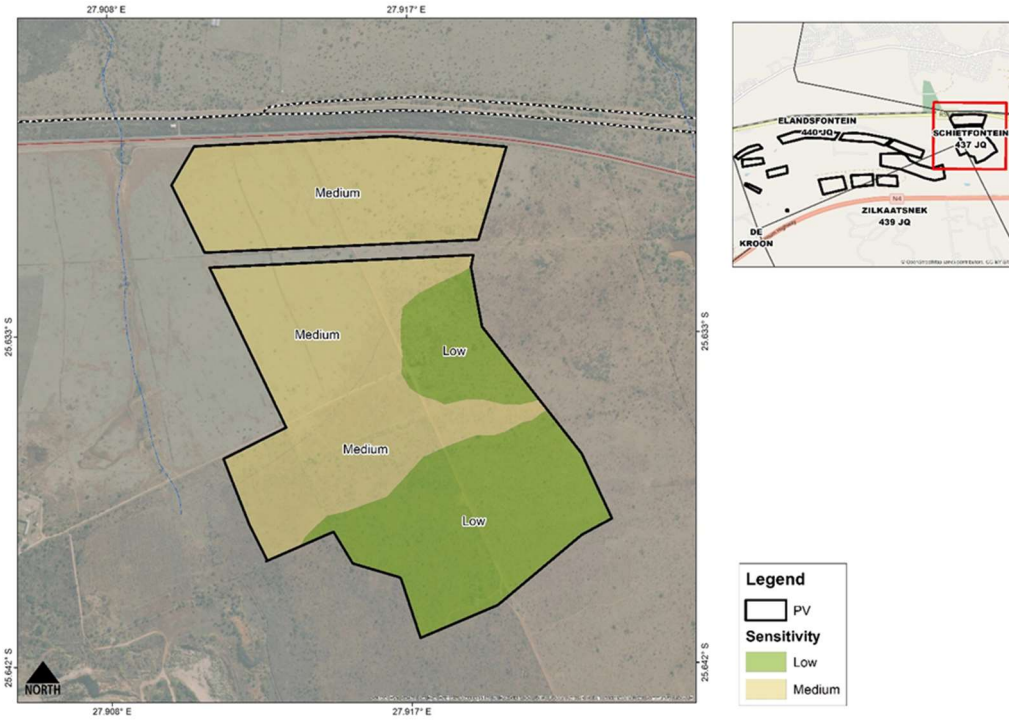 27.908° E
27.917° E
25.633° S
25.633° S
25.642° S
25.642° S
27.908° E
27.917° E
Medium
Medium
Low
Medium
Low
NORTH
ELANDSFONTEIN
440 JQ
SCHIETFONTEIN
437 JQ
N4
ZILKAATSNEK
439 JQ
DE
KROON
Legend
PV
Sensitivity
Low
Medium